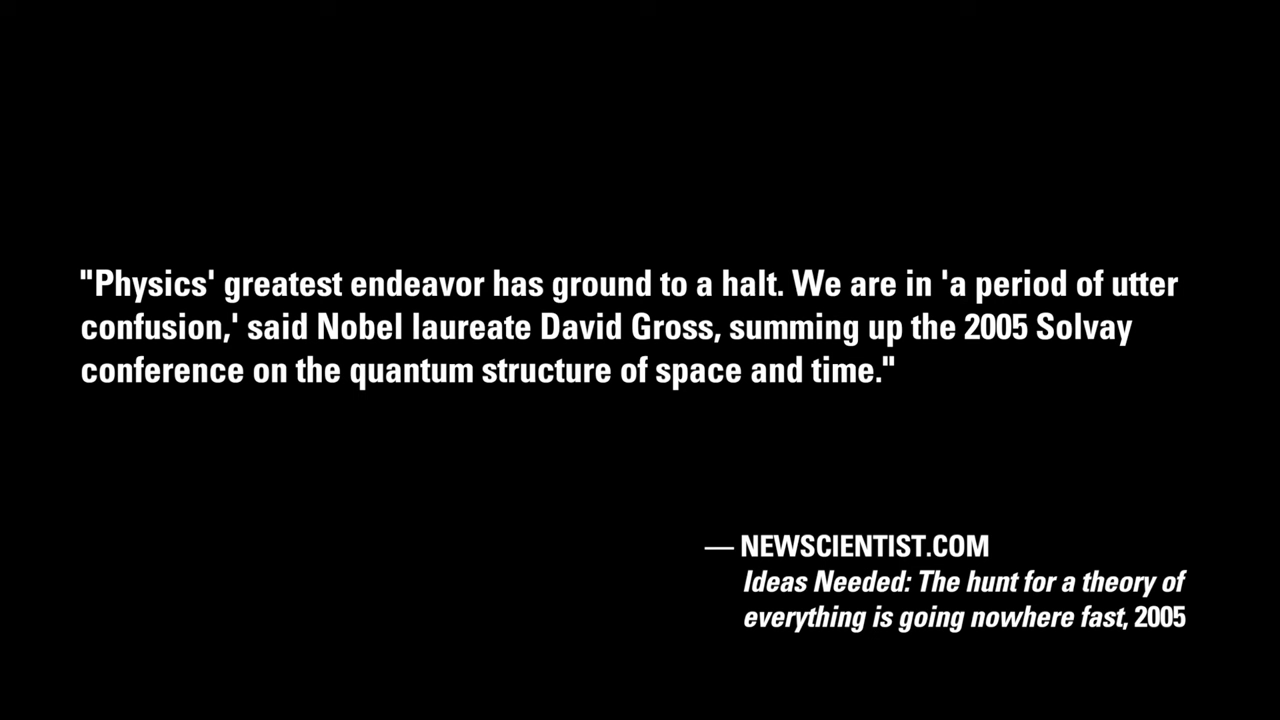 "Physics' greatest endeavor has ground to a halt. We are in 'a period of utter
confusion,' said Nobel laureate David Gross, summing up the 2005 Solvay
conference on the quantum structure of space and time."
— NEWSCIENTIST.COM
Ideas Needed: The hunt for a theory of
everything is going nowhere fast, 2005